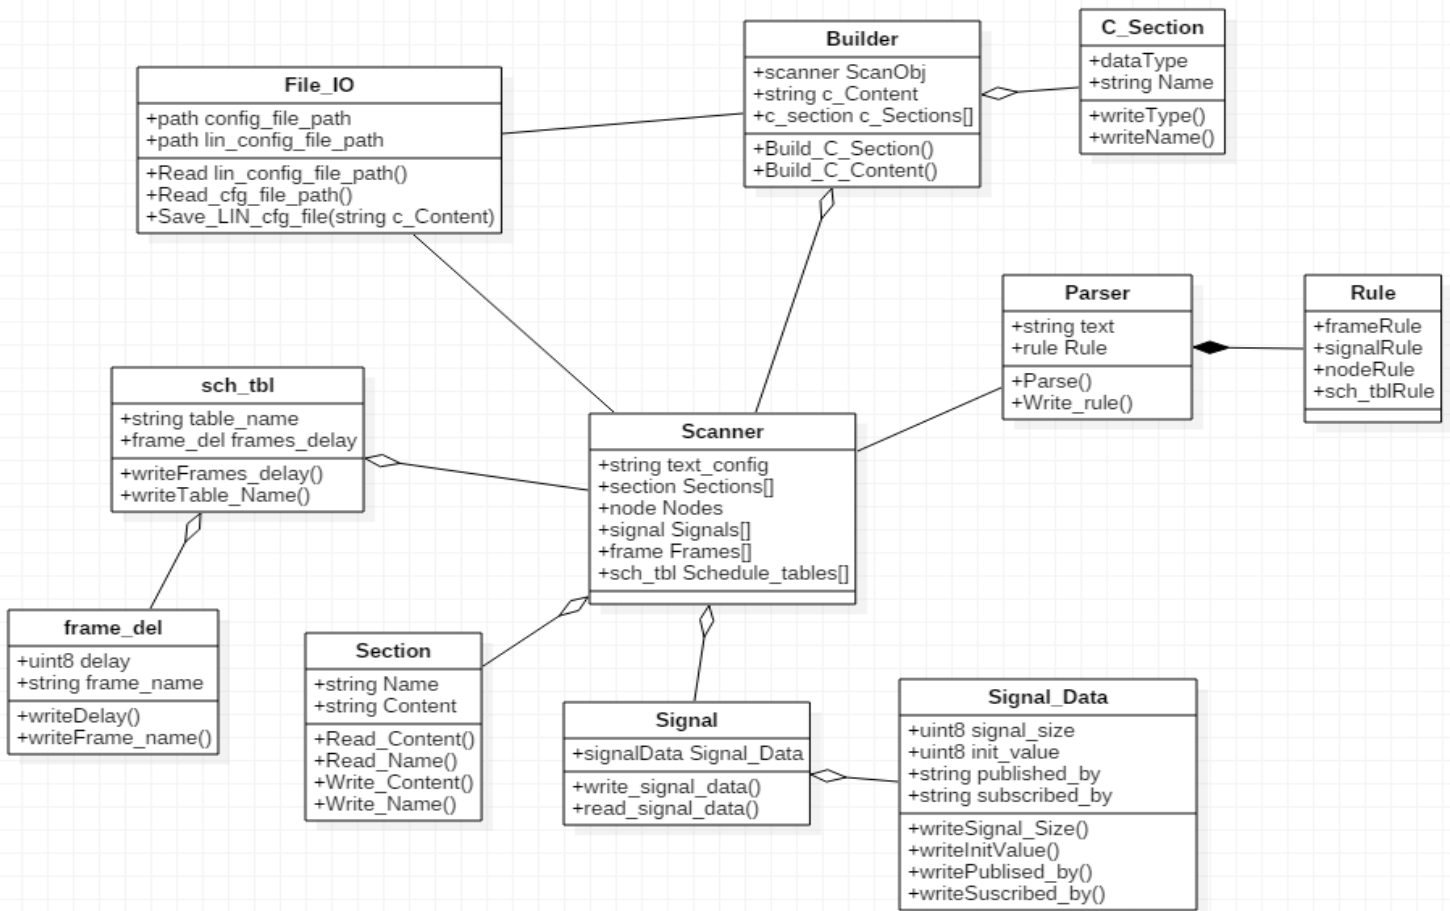 File_IO
+path config_file_path
+path lin_config_file_path
+Read lin_config_file_path()
+Read_cfg_file_path()
+Save_LIN_cfg_file(string c_Content)
Builder
+scanner ScanObj
+string c_Content
+c_section c_Sections[]
+Build_C_Section()
+Build_C_Content()
C_Section
+dataType
+string Name
+writeType()
+writeName()
Parser
+string text
+rule Rule
+Parse()
+Write_rule()
Rule
+frameRule
+signalRule
+nodeRule
+sch_tblRule
sch_tbl
+string table_name
+frame_del frames_delay
+writeFrames_delay()
+writeTable_Name()
Scanner
+string text_config
+section Sections[]
+node Nodes
+signal Signals[]
+frame Frames[]
+sch_tbl Schedule_tables[]
frame_del
+uint8 delay
+string frame_name
+writeDelay()
+writeFrame_name()
Section
+string Name
+string Content
+Read_Content()
+Read_Name()
+Write_Content()
+Write_Name()
Signal
+signalData Signal_Data
+write_signal_data()
+read_signal_data()
Signal_Data
+uint8 signal_size
+uint8 init_value
+string published_by
+string subscribed_by
+writeSignal_Size()
+writeInitValue()
+writePublised_by()
+writeSuscribed_by()